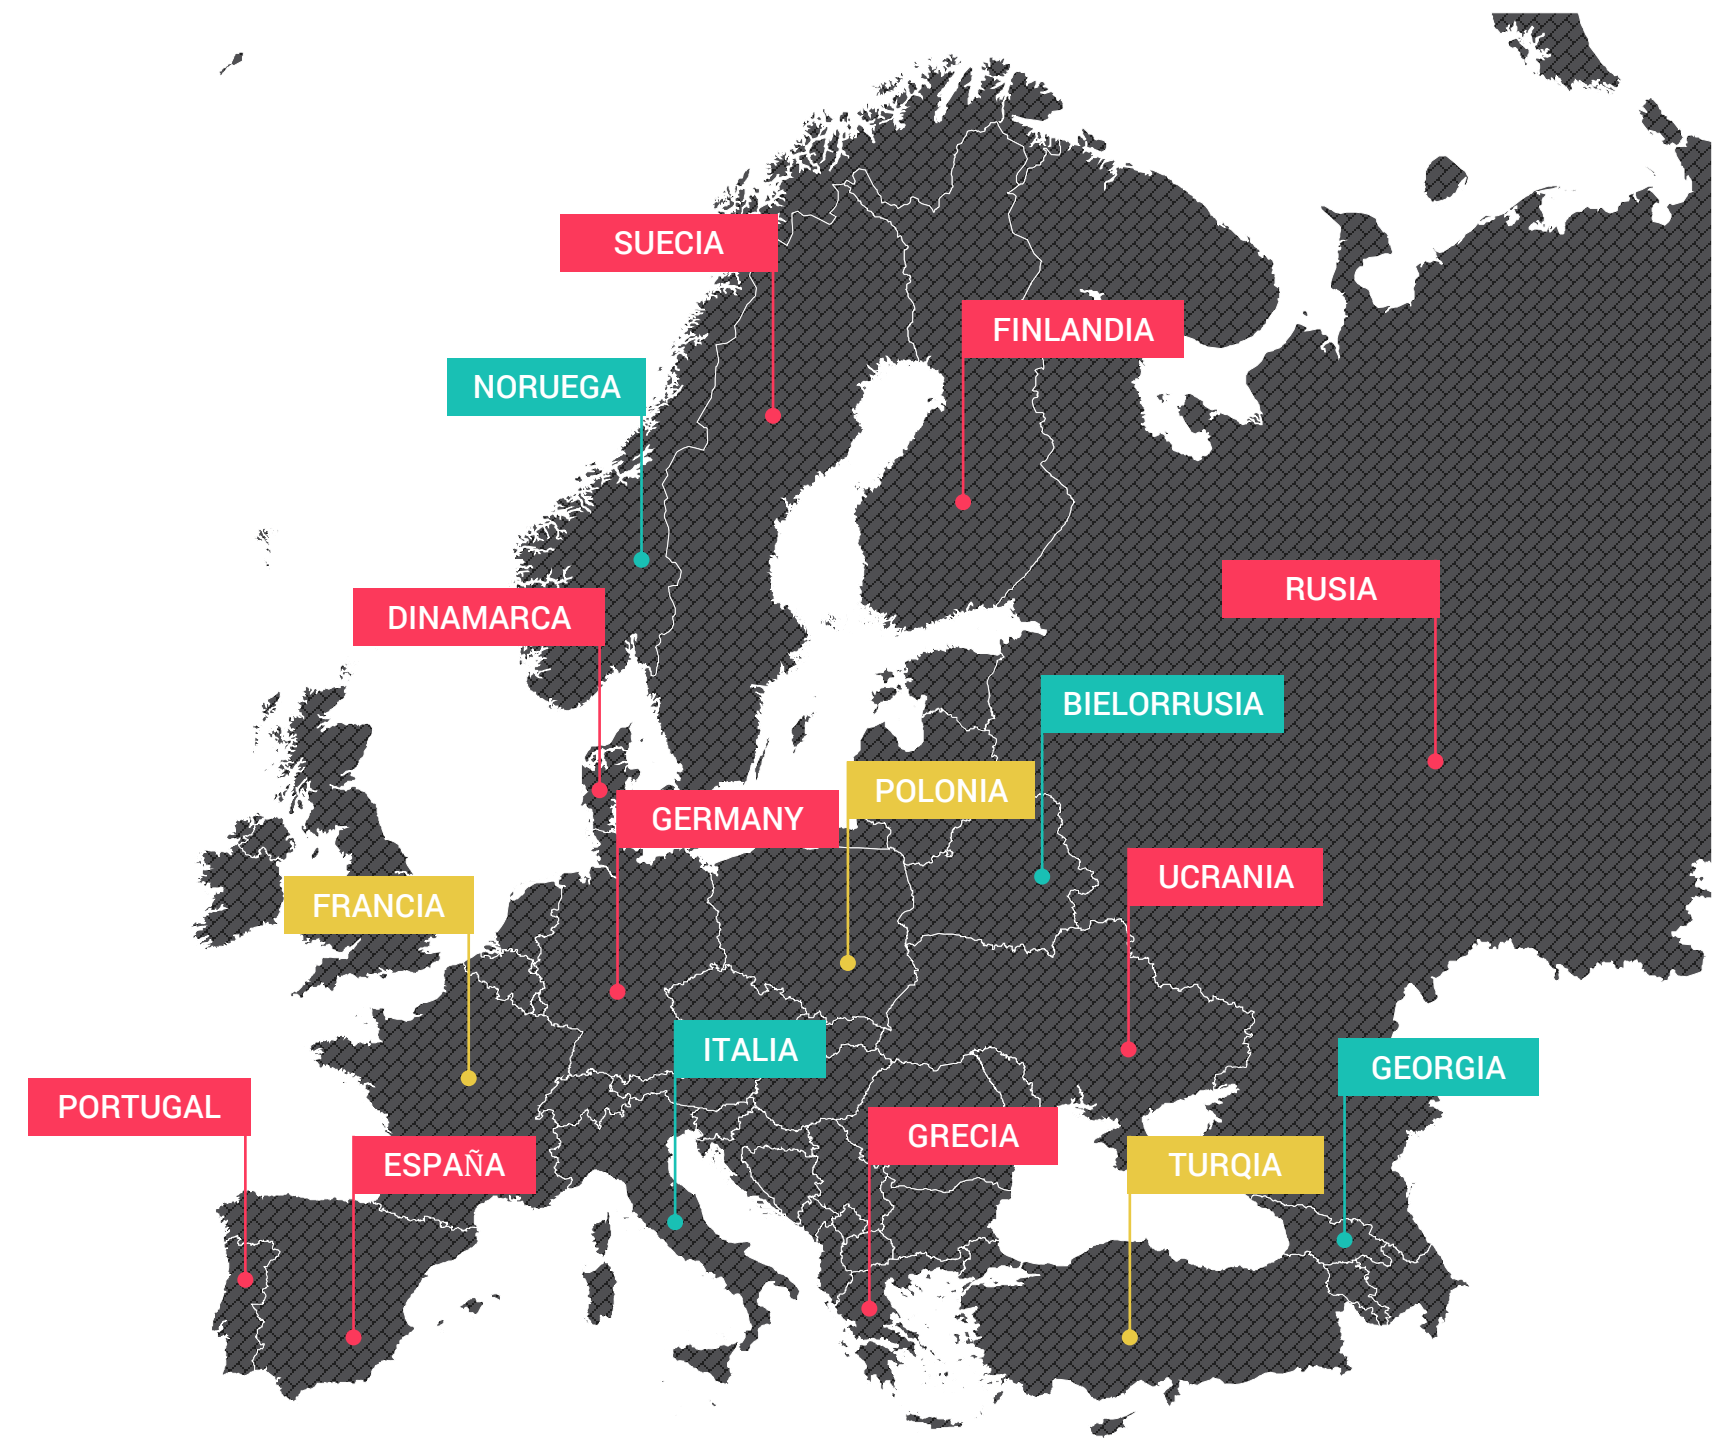 SUECIA
FINLANDIA
NORUEGA
RUSIA
DINAMARCA
BIELORRUSIA
POLONIA
GERMANY
UCRANIA
FRANCIA
ITALIA
GEORGIA
PORTUGAL
GRECIA
ESPAÑA
TURQIA